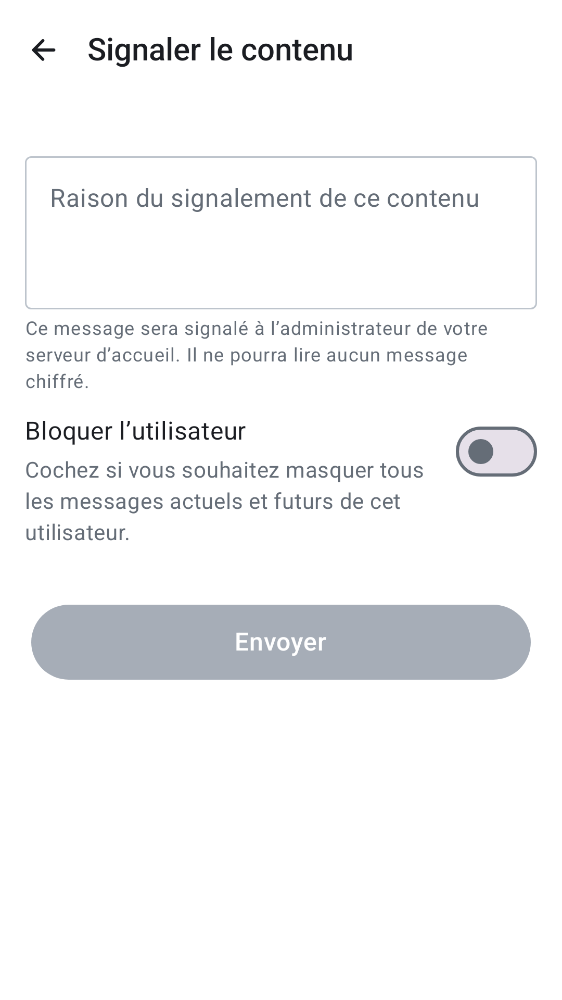 Signaler le contenu
Raison du signalement de ce contenu
Ce message sera signalé à l’administrateur de votre
serveur d’accueil. Il ne pourra lire aucun message
chiffré.
Bloquer l’utilisateur
Cochez si vous souhaitez masquer tous
les messages actuels et futurs de cet
utilisateur.
Envoyer